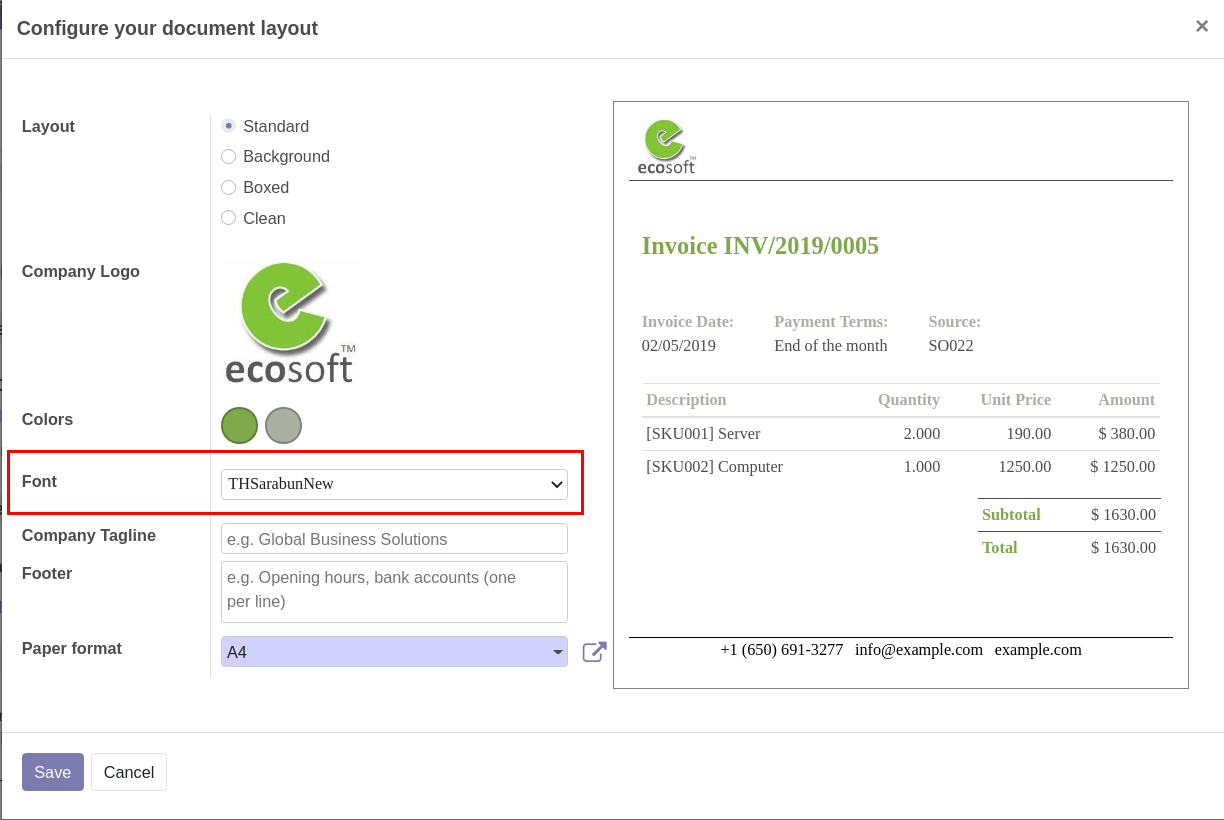 Configure your document layout
×
Layout
Standard
Background
Boxed
Clean
Company Logo
ecosoft™
Colors
Font
THSarabunNew
Company Tagline
e.g. Global Business Solutions
Footer
e.g. Opening hours, bank accounts (one
per line)
Paper format
A4
ecosoft™
Invoice INV/2019/0005
Invoice Date: Payment Terms: Source:
02/05/2019 End of the month SO022
Description Quantity Unit Price Amount
[SKU001] Server 2.000 190.00 $ 380.00
[SKU002] Computer 1.000 1250.00 $ 1250.00
Subtotal $ 1630.00
Total $ 1630.00
+1 (650) 691-3277 info@example.com example.com
Save
Cancel